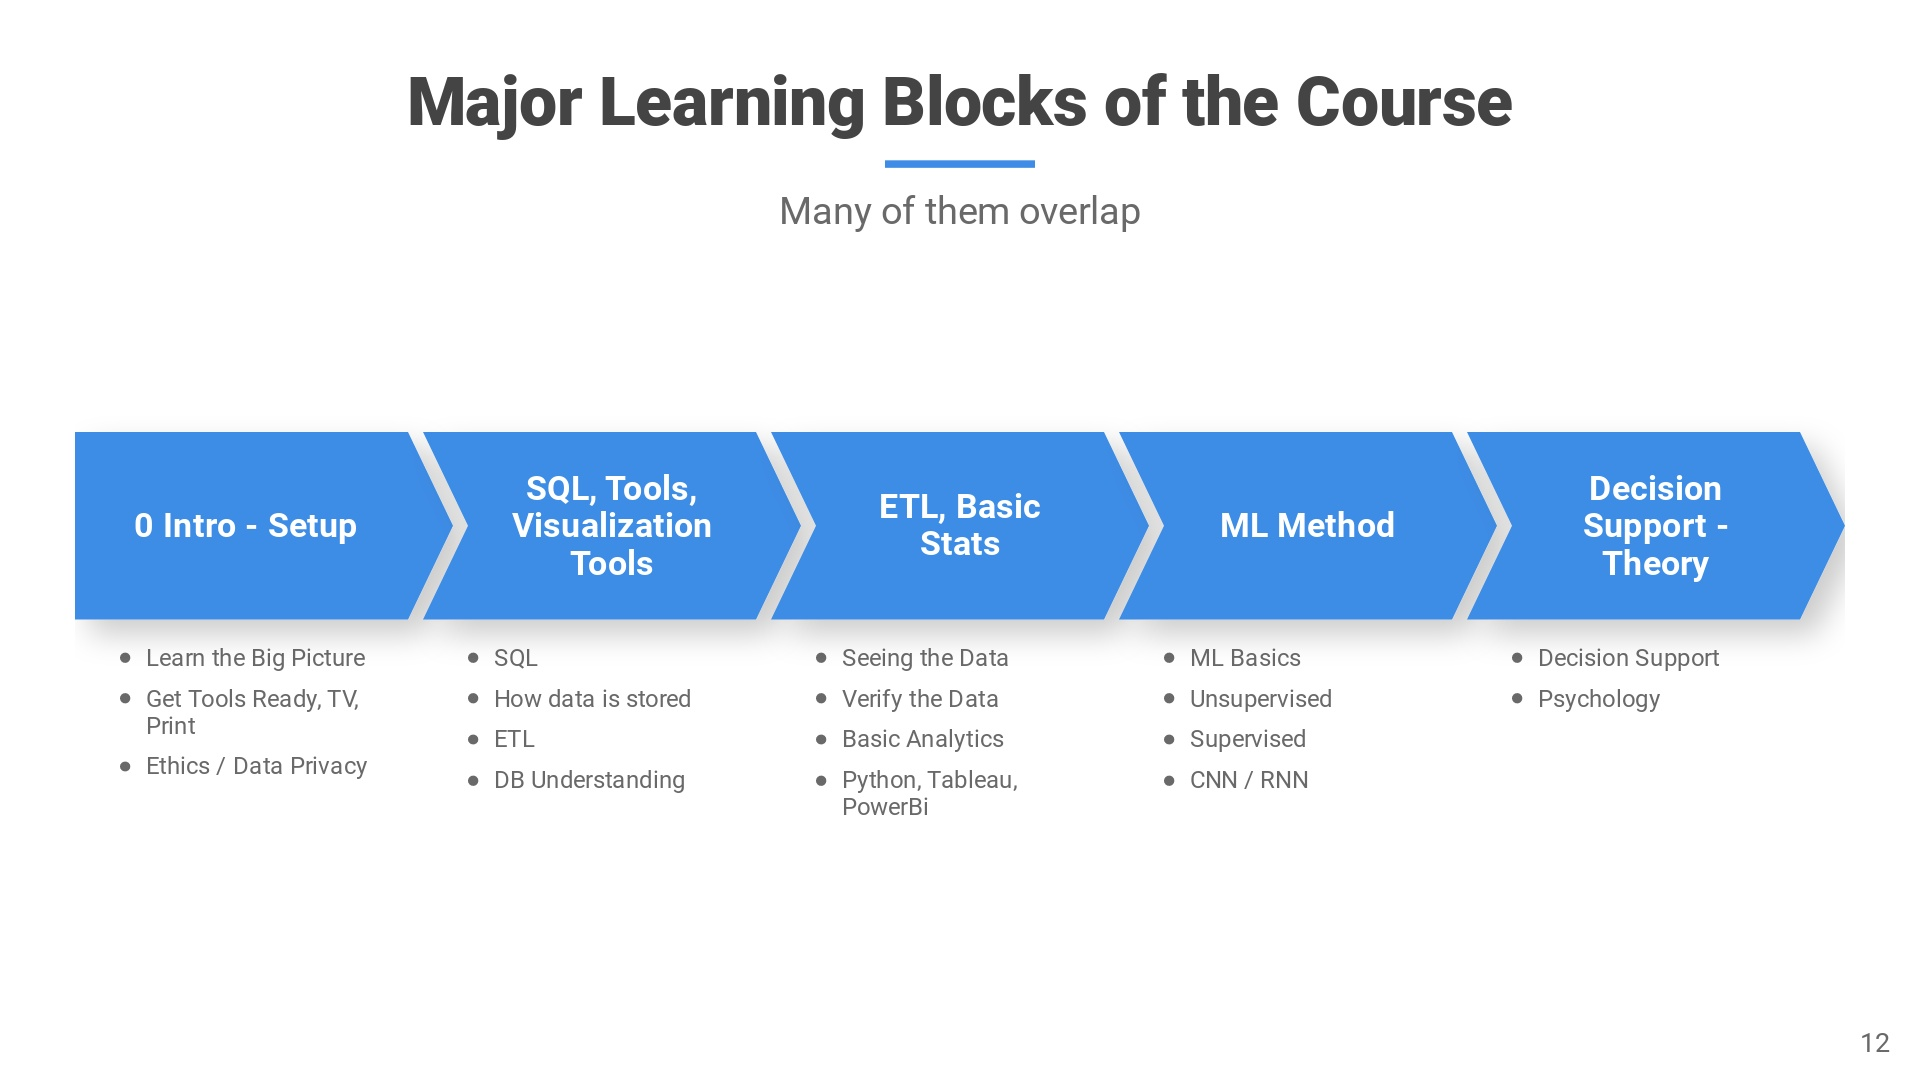 Major Learning Blocks of the Course
Many of them overlap
0 Intro - Setup
Learn the Big Picture
Get Tools Ready, TV,
Print
Ethics / Data Privacy
SQL, Tools,
Visualization
Tools
SQL
How data is stored
ETL
DB Understanding
ETL, Basic
Stats
Seeing the Data
Verify the Data
Basic Analytics
Python, Tableau,
PowerBi
ML Method
ML Basics
Unsupervised
Supervised
CNN / RNN
Decision
Support -
Theory
Decision Support
Psychology
12